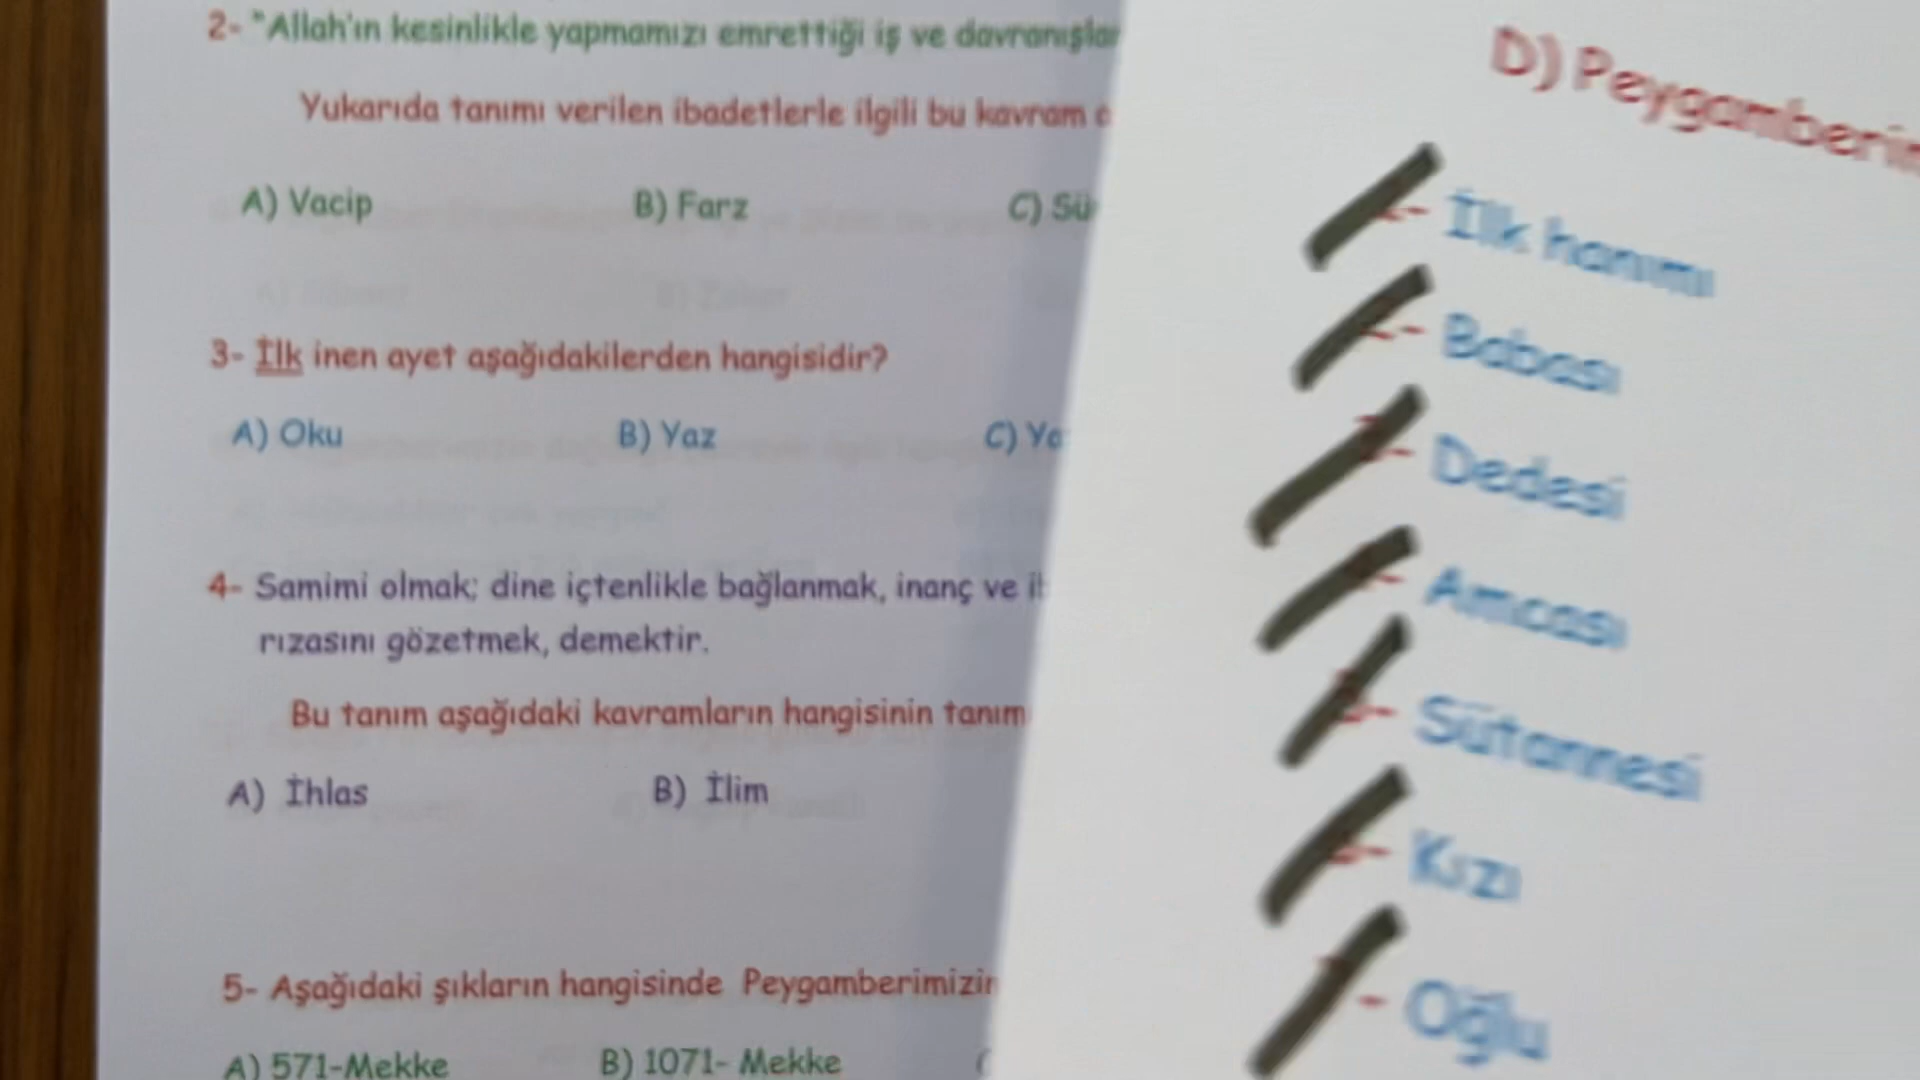 2- "Allah'ın kesinlikle yapmamızı emrettiği iş ve davranışlar
Yukarıda tanımı verilen ibadetlerle ilgili bu kavram
A) Vacip B) Farz C) Sü
3- İlk inen ayet aşağıdakilerden hangisidir?
A) Oku B) Yaz C) Ya
4- Samimi olmak; dine içtenlikle bağlanmak, inanç ve
rızasını gözetmek, demektir.
Bu tanım aşağıdaki kavramların hangisinin tanım
A) İhlas B) İlim
5- Aşağıdaki şıkların hangisinde Peygamberimizin
A) 571-Mekke B) 1071- Mekke
D) Peygamberim
İlk hanımı
Babası
Dedesi
Amcası
Sütannesi
Kızı
Oğlu